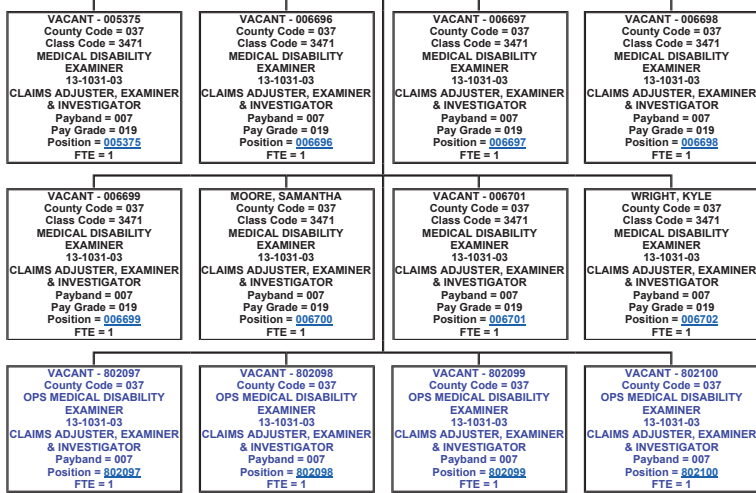 VACANT - 005375
County Code = 037
Class Code = 3471
MEDICAL DISABILITY
EXAMINER
13-1031-03
CLAIMS ADJUSTER, EXAMINER
& INVESTIGATOR
Payband = 007
Pay Grade = 019
Position = 005375
FTE = 1
VACANT - 006696
County Code = 037
Class Code = 3471
MEDICAL DISABILITY
EXAMINER
13-1031-03
CLAIMS ADJUSTER, EXAMINER
& INVESTIGATOR
Payband = 007
Pay Grade = 019
Position = 006696
FTE = 1
VACANT - 006697
County Code = 037
Class Code = 3471
MEDICAL DISABILITY
EXAMINER
13-1031-03
CLAIMS ADJUSTER, EXAMINER
& INVESTIGATOR
Payband = 007
Pay Grade = 019
Position = 006697
FTE = 1
VACANT - 006698
County Code = 037
Class Code = 3471
MEDICAL DISABILITY
EXAMINER
13-1031-03
CLAIMS ADJUSTER, EXAMINER
& INVESTIGATOR
Payband = 007
Pay Grade = 019
Position = 006698
FTE = 1
VACANT - 006699
County Code = 037
Class Code = 3471
MEDICAL DISABILITY
EXAMINER
13-1031-03
CLAIMS ADJUSTER, EXAMINER
& INVESTIGATOR
Payband = 007
Pay Grade = 019
Position = 006699
FTE = 1
MOORE, SAMANTHA
County Code = 037
Class Code = 3471
MEDICAL DISABILITY
EXAMINER
13-1031-03
CLAIMS ADJUSTER, EXAMINER
& INVESTIGATOR
Payband = 007
Pay Grade = 019
Position = 006700
FTE = 1
VACANT - 006701
County Code = 037
Class Code = 3471
MEDICAL DISABILITY
EXAMINER
13-1031-03
CLAIMS ADJUSTER, EXAMINER
& INVESTIGATOR
Payband = 007
Pay Grade = 019
Position = 006701
FTE = 1
WRIGHT, KYLE
County Code = 037
Class Code = 3471
MEDICAL DISABILITY
EXAMINER
13-1031-03
CLAIMS ADJUSTER, EXAMINER
& INVESTIGATOR
Payband = 007
Pay Grade = 019
Position = 006702
FTE = 1
VACANT - 802097
County Code = 037
OPS MEDICAL DISABILITY
EXAMINER
13-1031-03
CLAIMS ADJUSTER, EXAMINER
& INVESTIGATOR
Payband = 007
Position = 802097
FTE = 1
VACANT - 802098
County Code = 037
OPS MEDICAL DISABILITY
EXAMINER
13-1031-03
CLAIMS ADJUSTER, EXAMINER
& INVESTIGATOR
Payband = 007
Position = 802098
FTE = 1
VACANT - 802099
County Code = 037
OPS MEDICAL DISABILITY
EXAMINER
13-1031-03
CLAIMS ADJUSTER, EXAMINER
& INVESTIGATOR
Payband = 007
Position = 802099
FTE = 1
VACANT - 802100
County Code = 037
OPS MEDICAL DISABILITY
EXAMINER
13-1031-03
CLAIMS ADJUSTER, EXAMINER
& INVESTIGATOR
Payband = 007
Position = 802100
FTE = 1